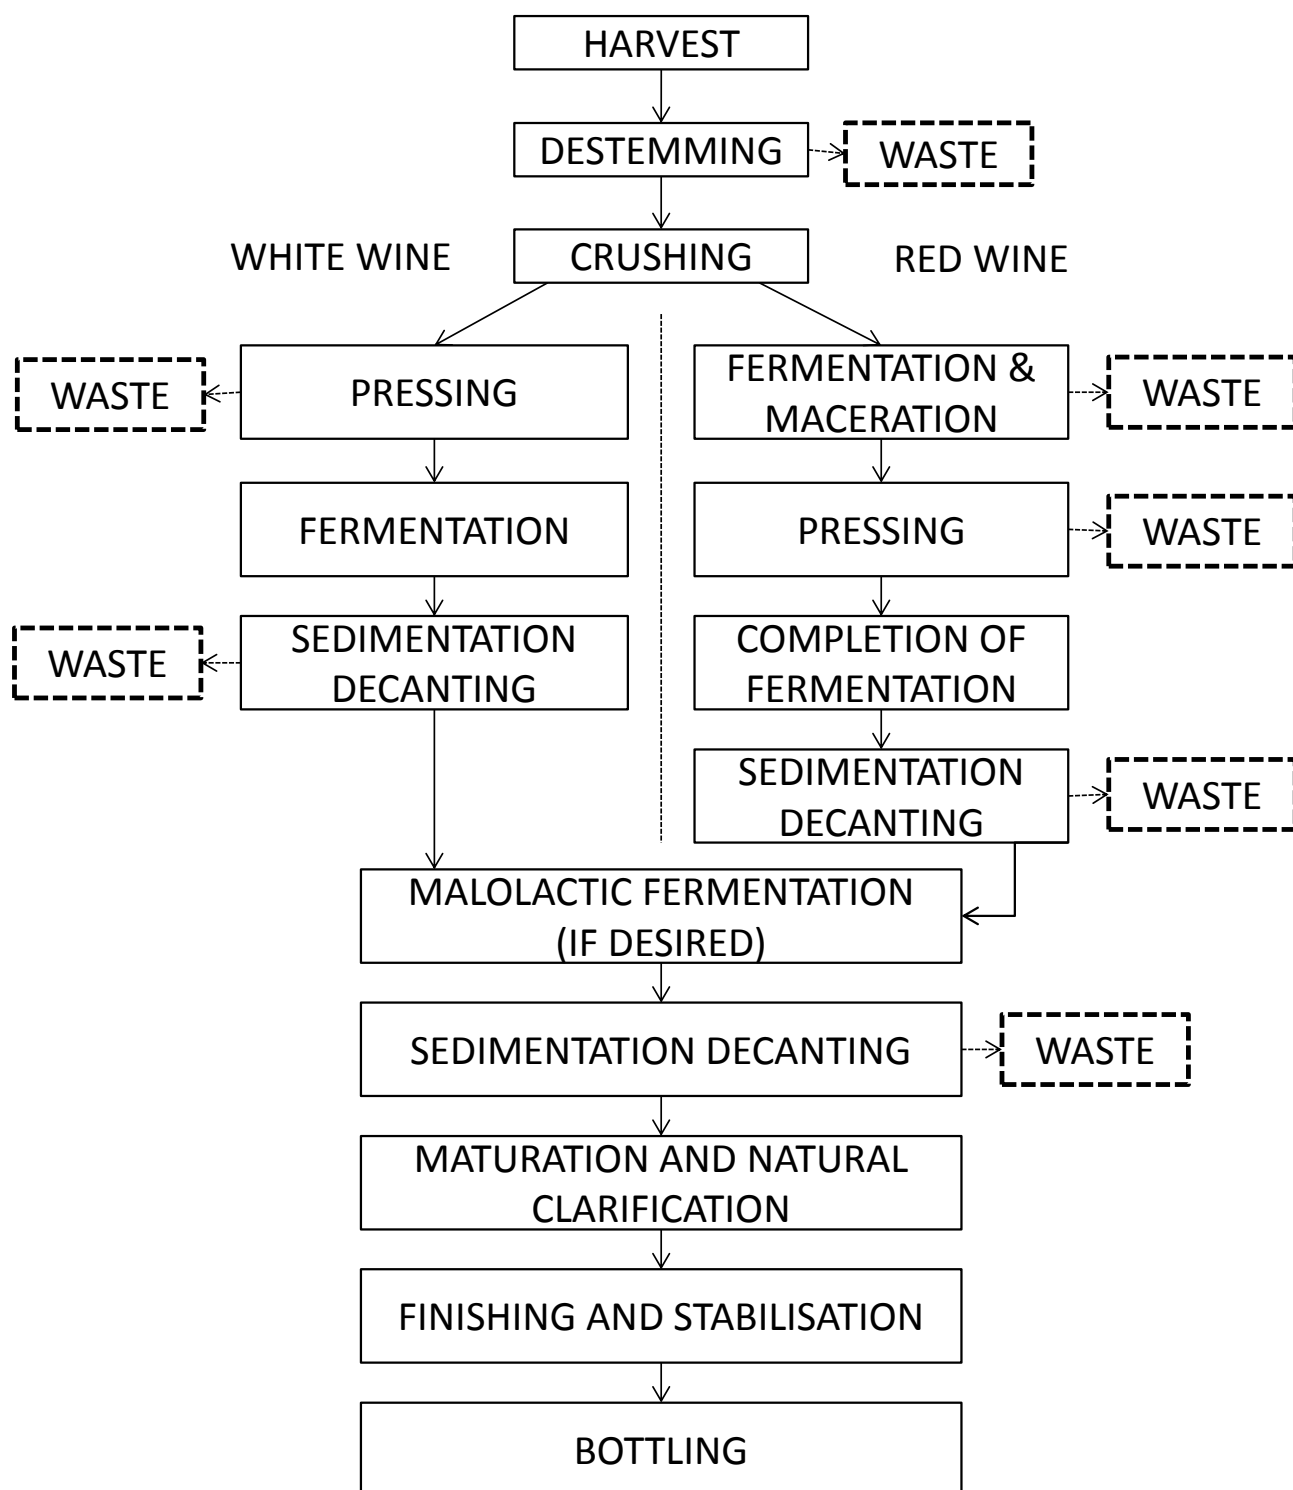 HARVEST
DESTEMMING
WASTE
WHITE WINE
CRUSHING
RED WINE
WASTE
PRESSING
FERMENTATION &
MACERATION
WASTE
FERMENTATION
PRESSING
WASTE
WASTE
SEDIMENTATION
DECANTING
COMPLETION OF
FERMENTATION
SEDIMENTATION
DECANTING
WASTE
MALOLACTIC FERMENTATION
(IF DESIRED)
SEDIMENTATION DECANTING
WASTE
MATURATION AND NATURAL
CLARIFICATION
FINISHING AND STABILISATION
BOTTLING